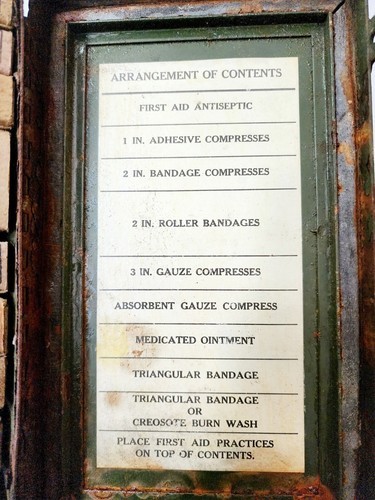 ARRANGEMENT OF CONTENTS
FIRST AID ANTISEPTIC
1 IN. ADHESIVE COMPRESSES
2 IN. BANDAGE COMPRESSES
2 IN. ROLLER BANDAGES
3 IN. GAUZE COMPRESSES
ABSORBENT GAUZE COMPRESS
MEDICATED OINTMENT
TRIANGULAR BANDAGE
TRIANGULAR BANDAGE
OR
CREOSOTE BURN WASH
PLACE FIRST AID PRACTICES
ON TOP OF CONTENTS.